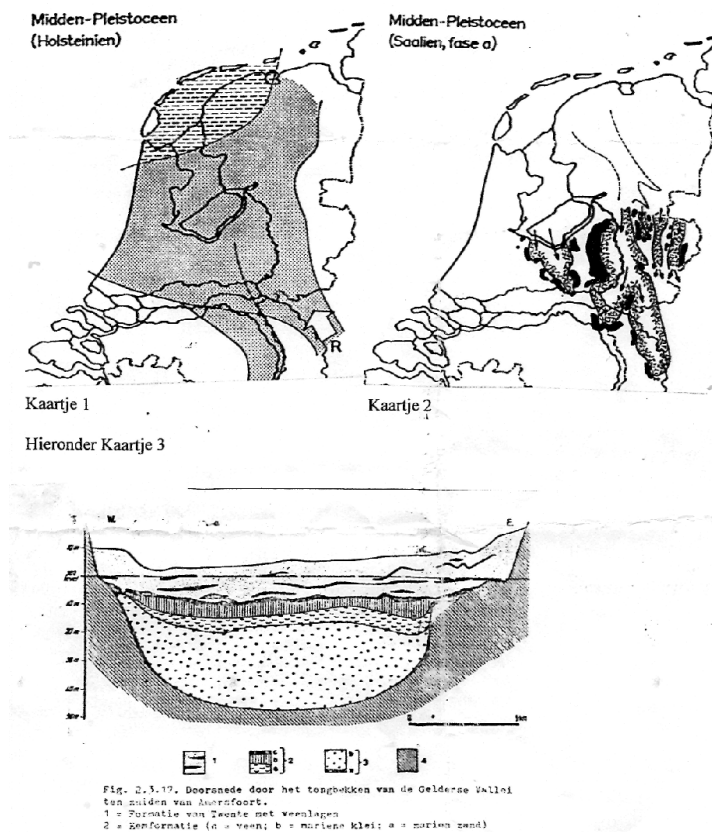 Midden-Pleistoceen
(Holsteinien)
Midden-Pleistoceen
(Saalien, fase a)
R
Kaartje 1
Kaartje 2
Hieronder Kaartje 3
W.
E.
1
c
b
a
2
b
a
3
4
Fig. 2.3.17. Doorsnede door het tongbekken van de Gelderse Vallei
ten zuiden van Amersfoort.
1 = Formatie van Twente met veenlagen
2 = Eemformatie (c = veen; b = mariene klei; a = marien zand)